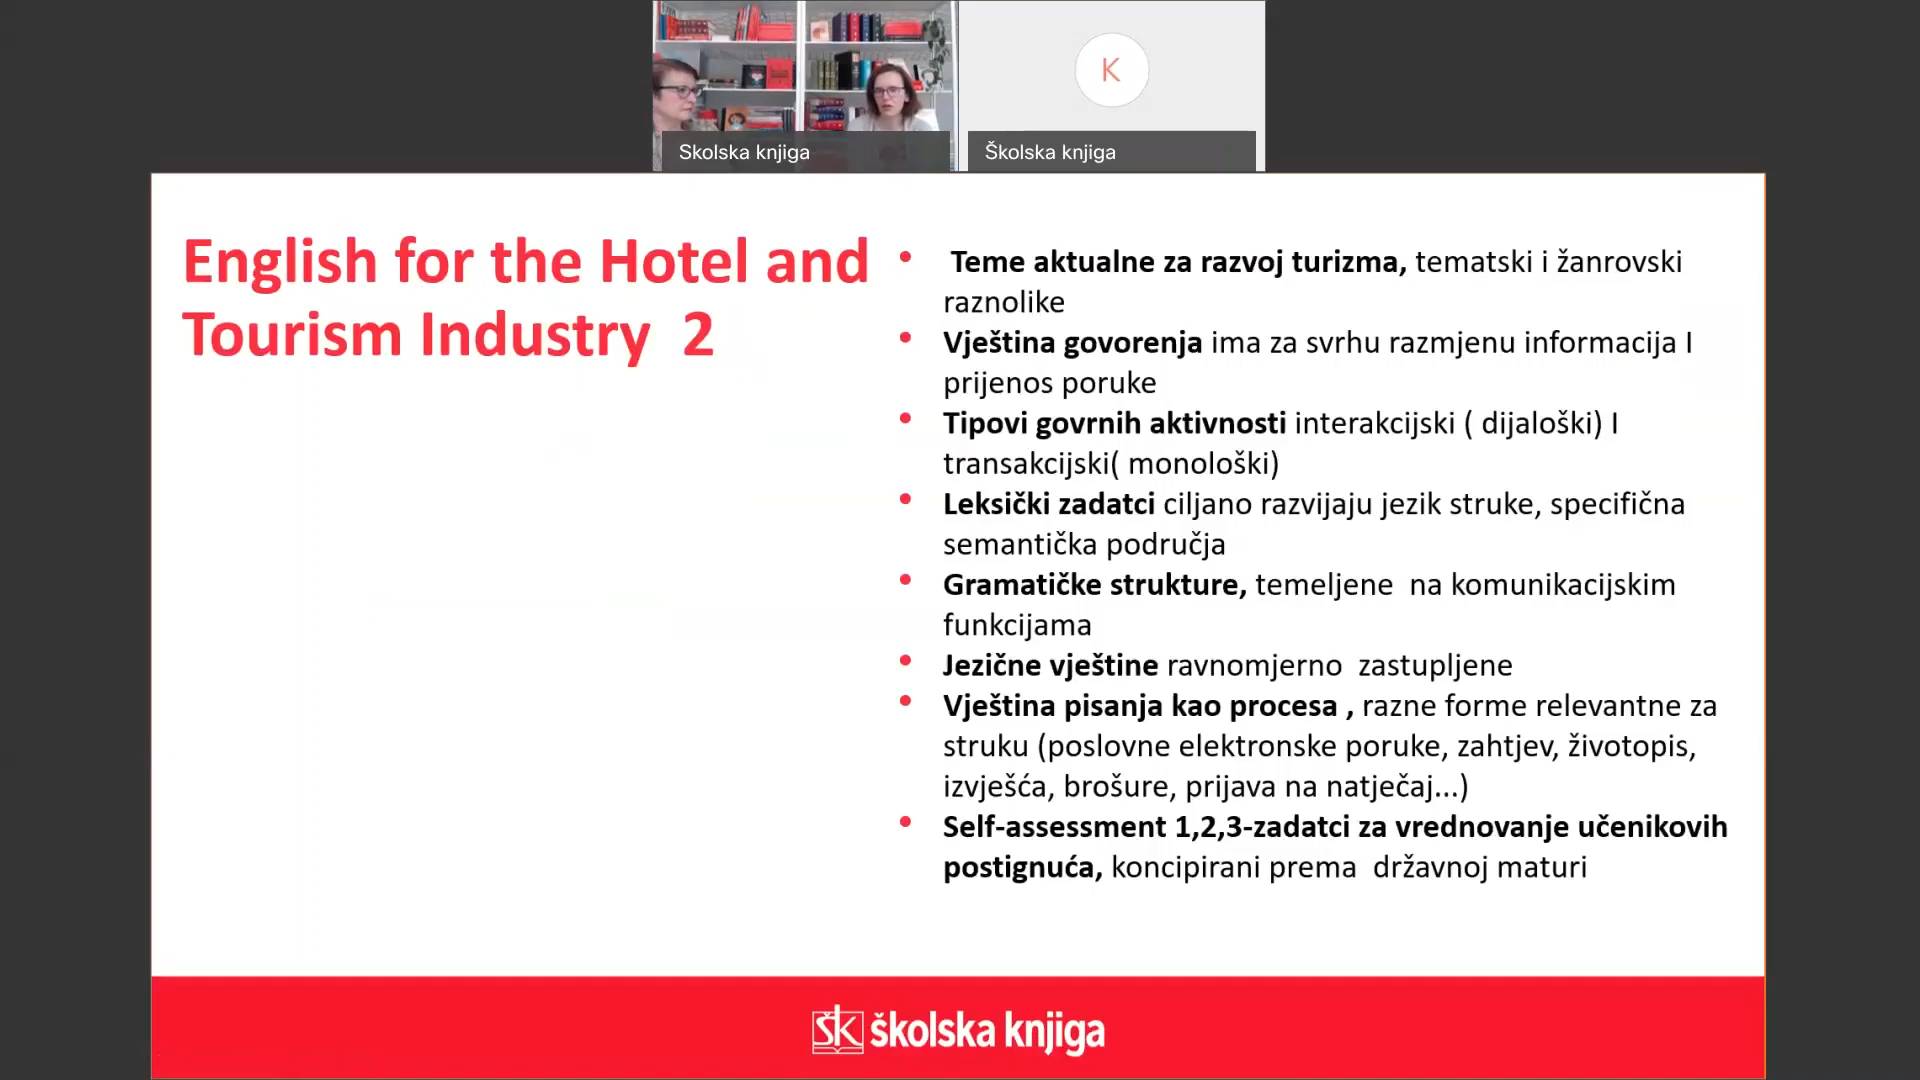 K
Skolska knjiga
Školska knjiga
English for the Hotel and
Tourism Industry 2
• Teme aktualne za razvoj turizma, tematski i žanrovski
raznolike
• Vještina govorenja ima za svrhu razmjenu informacija I
prijenos poruke
• Tipovi govrnih aktivnosti interakcijski ( dijaloški) I
transakcijski( monološki)
• Leksički zadatci ciljano razvijaju jezik struke, specifična
semantička područja
• Gramatičke strukture, temeljene na komunikacijskim
funkcijama
• Jezične vještine ravnomjerno zastupljene
• Vještina pisanja kao procesa , razne forme relevantne za
struku (poslovne elektronske poruke, zahtjev, životopis,
izvješća, brošure, prijava na natječaj...)
• Self-assessment 1,2,3-zadatci za vrednovanje učenikovih
postignuća, koncipirani prema državnoj maturi
ŠK školska knjiga